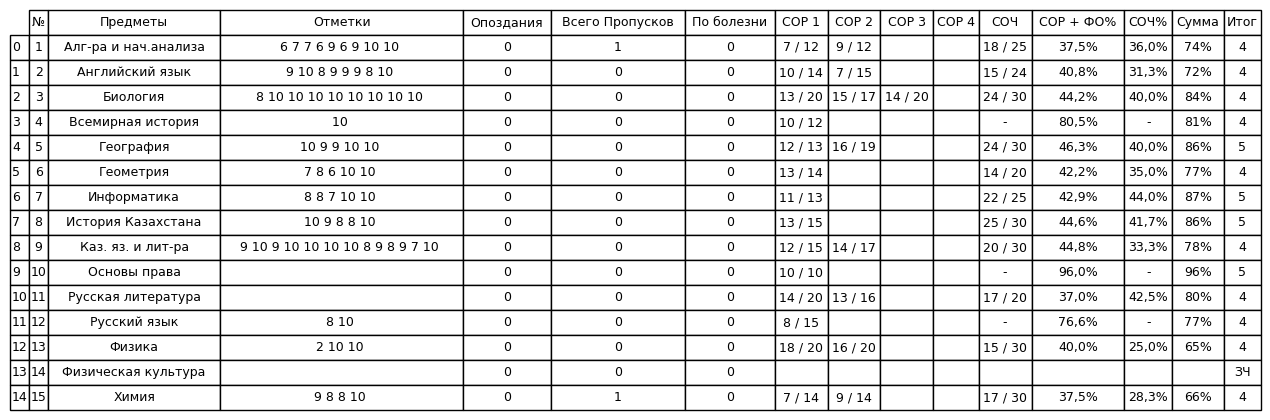 № Предметы Отметки Опоздания Всего Пропусков По болезни СОР 1 СОР 2 СОР 3 СОР 4 СОЧ СОР + ФО% СОЧ% Сумма Итог
0 1 Алг-ра и нач.анализа 6 7 7 6 9 6 9 10 10 0 1 0 7 / 12 9 / 12 18 / 25 37,5% 36,0% 74% 4
1 2 Английский язык 9 10 8 9 9 9 8 10 0 0 0 10 / 14 7 / 15 15 / 24 40,8% 31,3% 72% 4
2 3 Биология 8 10 10 10 10 10 10 10 10 0 0 0 13 / 20 15 / 17 14 / 20 24 / 30 44,2% 40,0% 84% 4
3 4 Всемирная история 10 0 0 0 10 / 12 - 80,5% - 81% 4
4 5 География 10 9 9 10 10 0 0 0 12 / 13 16 / 19 24 / 30 46,3% 40,0% 86% 5
5 6 Геометрия 7 8 6 10 10 0 0 0 13 / 14 14 / 20 42,2% 35,0% 77% 4
6 7 Информатика 8 8 7 10 10 0 0 0 11 / 13 22 / 25 42,9% 44,0% 87% 5
7 8 История Казахстана 10 9 8 8 10 0 0 0 13 / 15 25 / 30 44,6% 41,7% 86% 5
8 9 Каз. яз. и лит-ра 9 10 9 10 10 10 10 8 9 8 9 7 10 0 0 0 12 / 15 14 / 17 20 / 30 44,8% 33,3% 78% 4
9 10 Основы права 0 0 0 10 / 10 - 96,0% - 96% 5
10 11 Русская литература 0 0 0 14 / 20 13 / 16 17 / 20 37,0% 42,5% 80% 4
11 12 Русский язык 8 10 0 0 0 8 / 15 - 76,6% - 77% 4
12 13 Физика 2 10 10 0 0 0 18 / 20 16 / 20 15 / 30 40,0% 25,0% 65% 4
13 14 Физическая культура 0 0 0 ЗЧ
14 15 Химия 9 8 8 10 0 1 0 7 / 14 9 / 14 17 / 30 37,5% 28,3% 66% 4